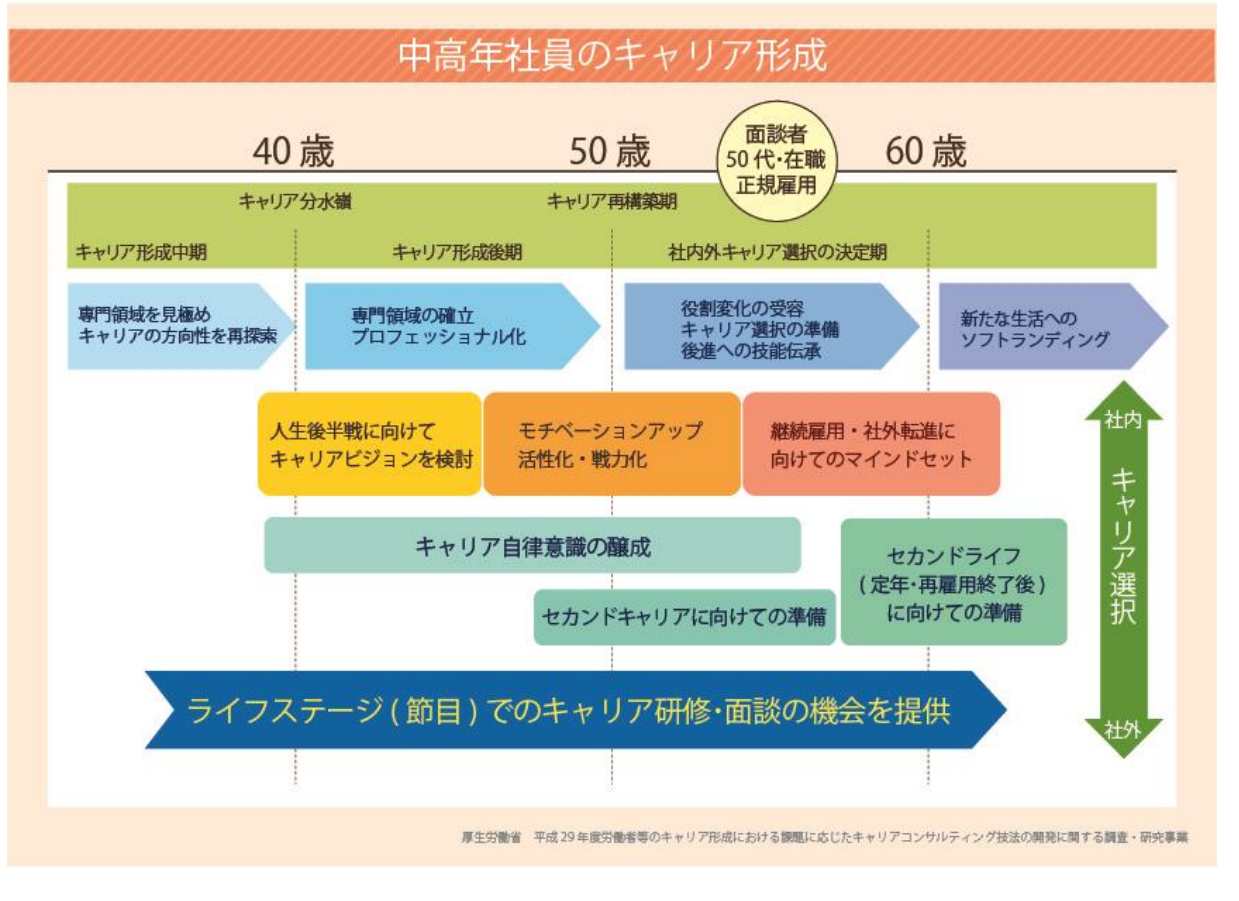 中高年社員のキャリア形成
40 歳
50 歳
面談者
50 代・在職
正規雇用
60 歳
キャリア分水嶺
キャリア再構築期
キャリア形成中期
キャリア形成後期
社内外キャリア選択の決定期
専門領域を見極め
キャリアの方向性を再探索
専門領域の確立
プロフェッショナル化
役割変化の受容
キャリア選択の準備
後進への技能伝承
新たな生活への
ソフトランディング
人生後半戦に向けて
キャリアビジョンを検討
モチベーションアップ
活性化・戦力化
継続雇用・社外転進に
向けてのマインドセット
社内
キャリア選択
社外
キャリア自律意識の醸成
セカンドキャリアに向けての準備
セカンドライフ
( 定年・再雇用終了後 )
に向けての準備
ライフステージ ( 節目 ) でのキャリア研修・面談の機会を提供
厚生労働省 平成 29 年度労働者等のキャリア形成における課題に応じたキャリアコンサルティング技法の開発に関する調査・研究事業